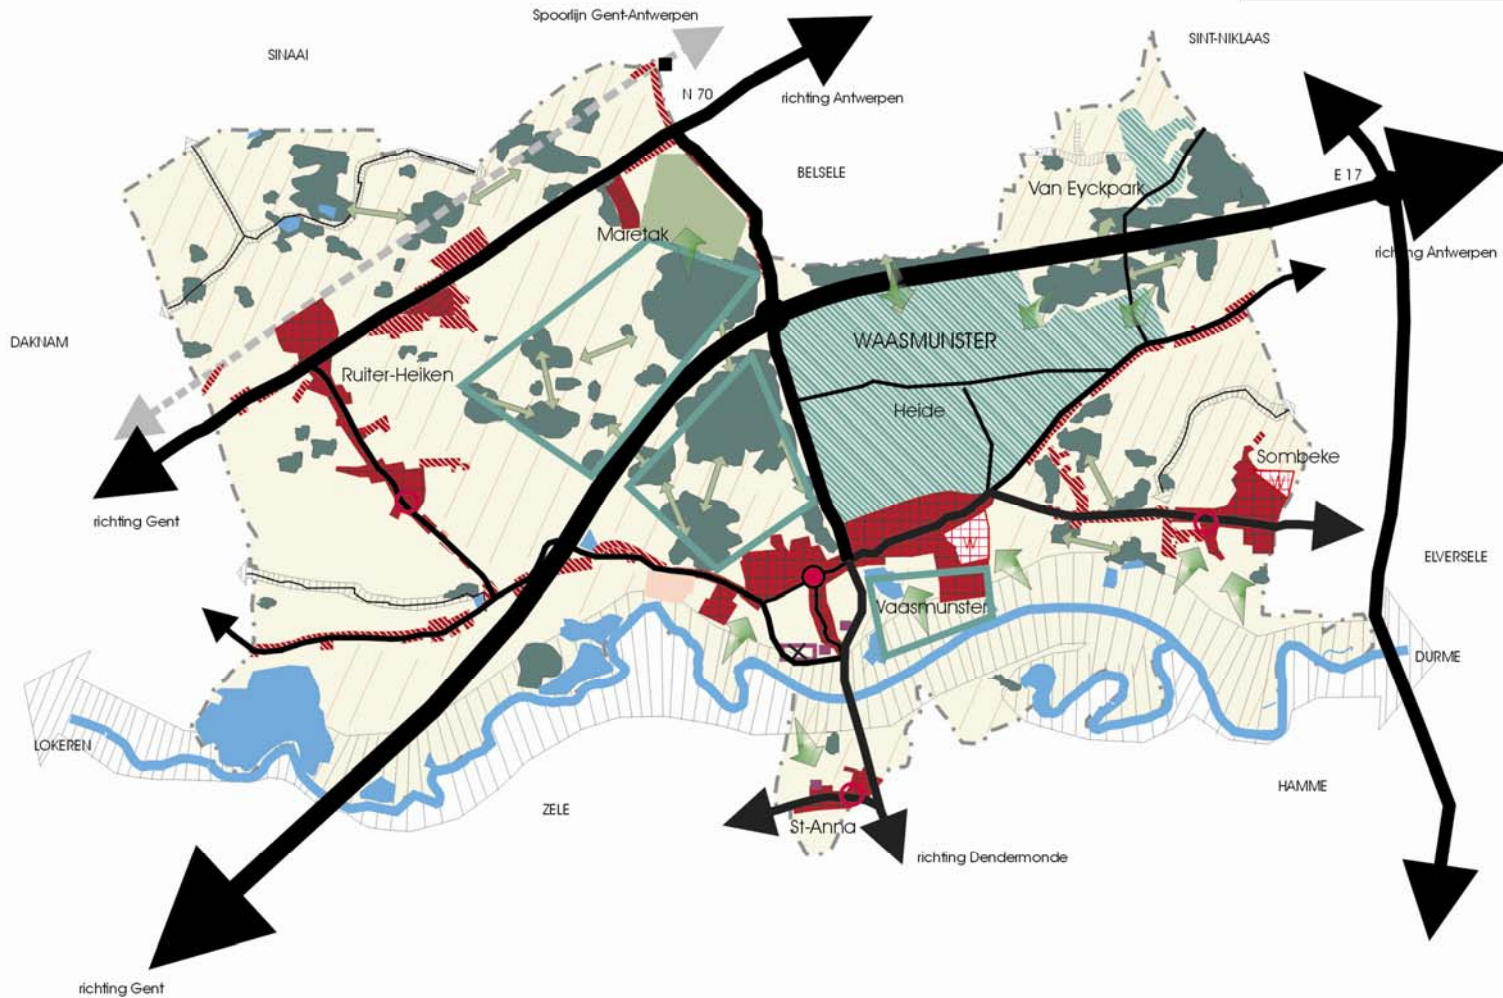 Spoorlijn Gent-Antwerpen
SINAAI
SINT-NIKLAAS
N 70
richting Antwerpen
BELSELE
E 17
Van Eyckpark
Maretak
richting Antwerpen
DAKNAM
WAASMUNSTER
Ruiter-Heiken
Heide
Sombeke
W
richting Gent
W
ELVERSELE
Vaasmunster
DURME
LOKEREN
HAMME
ZELE
St-Anna
richting Dendermonde
richting Gent